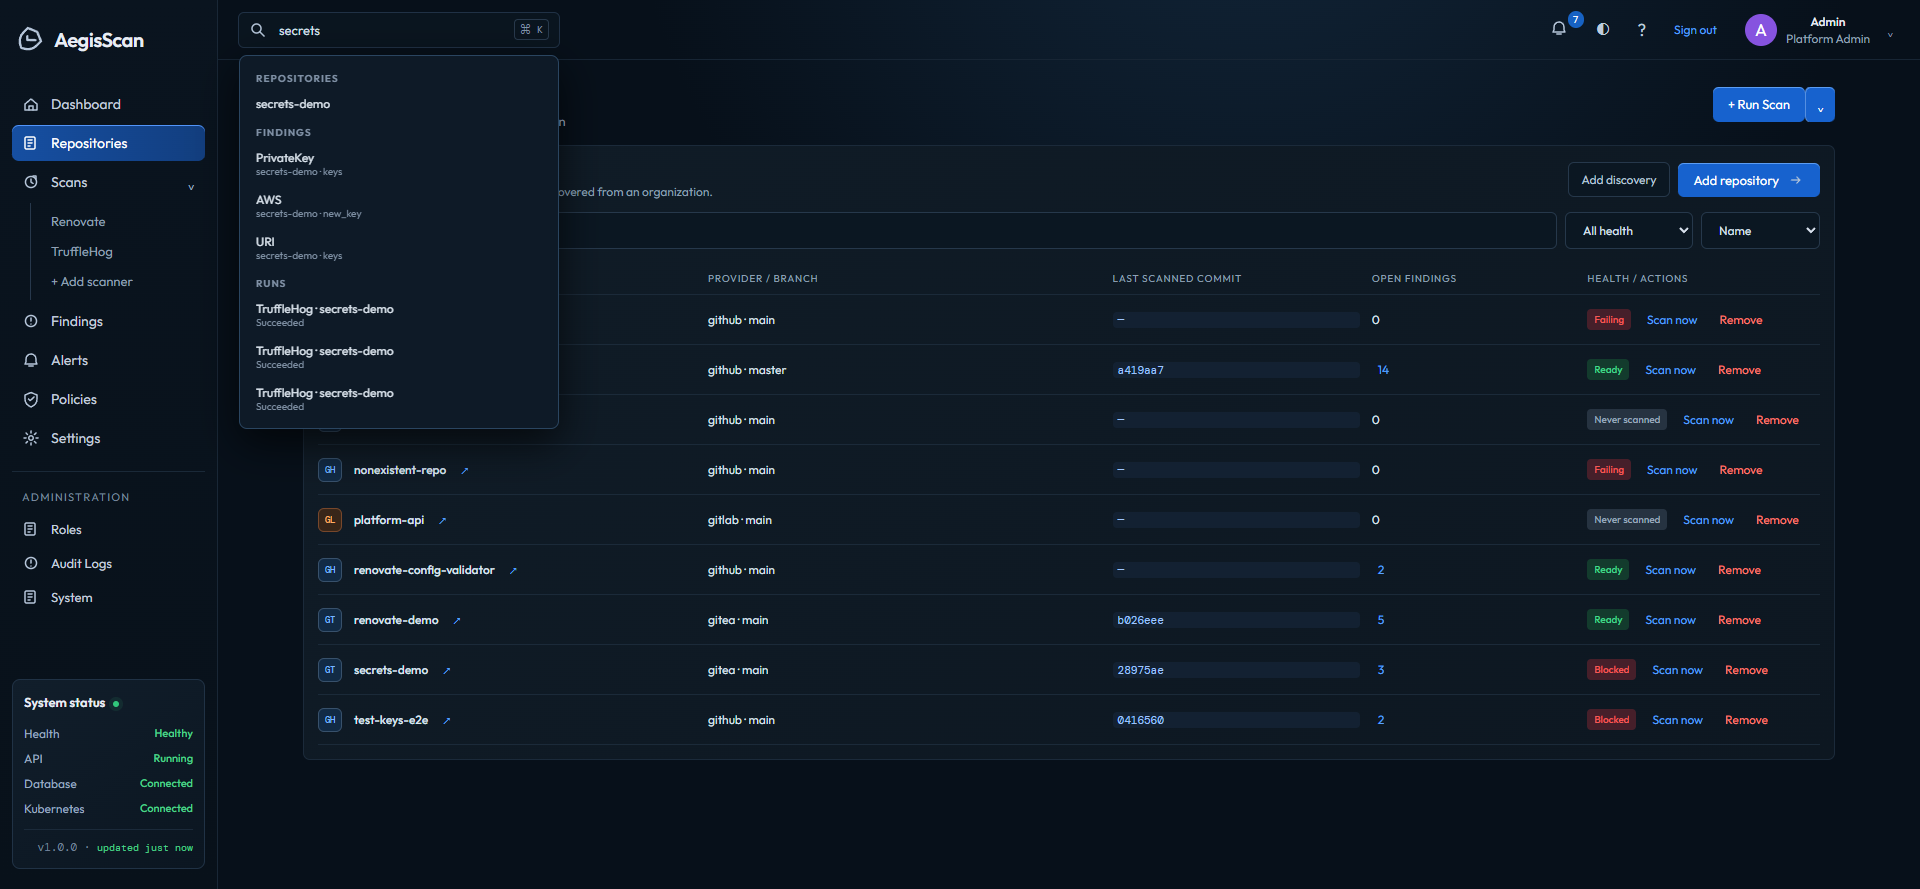 AegisScan
Dashboard
Repositories
Scans
Renovate
TruffleHog
+ Add scanner
Findings
Alerts
Policies
Settings
ADMINISTRATION
Roles
Audit Logs
System
System status
Health Healthy
API Running
Database Connected
Kubernetes Connected
v1.0.0 · updated just now
secrets ⌘ K
7
?
Sign out
A
Admin
Platform Admin
REPOSITORIES
secrets-demo
FINDINGS
PrivateKey
secrets-demo · keys
AWS
secrets-demo · new_key
URI
secrets-demo · keys
RUNS
TruffleHog · secrets-demo
Succeeded
TruffleHog · secrets-demo
Succeeded
TruffleHog · secrets-demo
Succeeded
+ Run Scan
Add discovery
Add repository →
overed from an organization.
All health
Name
PROVIDER / BRANCH LAST SCANNED COMMIT OPEN FINDINGS HEALTH / ACTIONS
github · main — 0 Failing Scan now Remove
github · master a419aa7 14 Ready Scan now Remove
github · main — 0 Never scanned Scan now Remove
GH nonexistent-repo ↗ github · main — 0 Failing Scan now Remove
GL platform-api ↗ gitlab · main — 0 Never scanned Scan now Remove
GH renovate-config-validator ↗ github · main — 2 Ready Scan now Remove
GT renovate-demo ↗ gitea · main b026eee 5 Ready Scan now Remove
GT secrets-demo ↗ gitea · main 28975ae 3 Blocked Scan now Remove
GH test-keys-e2e ↗ github · main 0416560 2 Blocked Scan now Remove